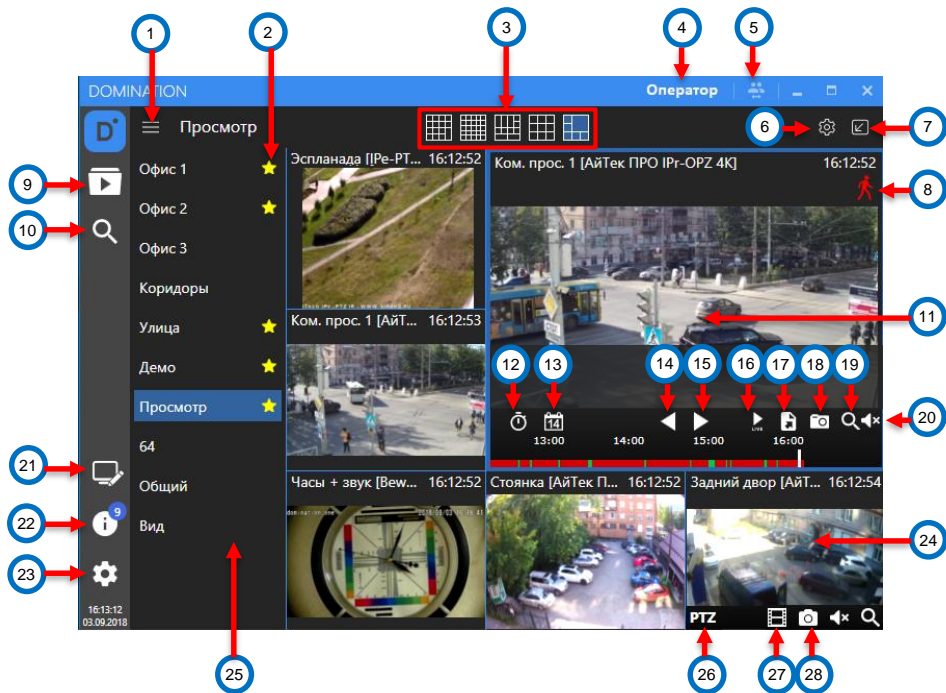 1
2
3
4
5
DOMINATION
Оператор
D
Просмотр
6
7
Офис 1
Эспланада [IPe-PT... 16:12:52
Ком. прос. 1 [АйТек ПРО IPr-OPZ 4K] 16:12:52
8
9
Офис 2
10
Офис 3
Коридоры
11
Улица
Ком. прос. 1 [АйТ... 16:12:53
Демо
12
13
14
15
16
17
18
19
Просмотр
14
LIVE
20
64
13:00
14:00
15:00
16:00
21
Общий
Часы + звук [Bew... 16:12:52
Стоянка [АйТек П... 16:12:52
Задний двор [АйТ... 16:12:54
22
9
Вид
24
23
16:13:12
03.09.2018
PTZ
25
26
27
28